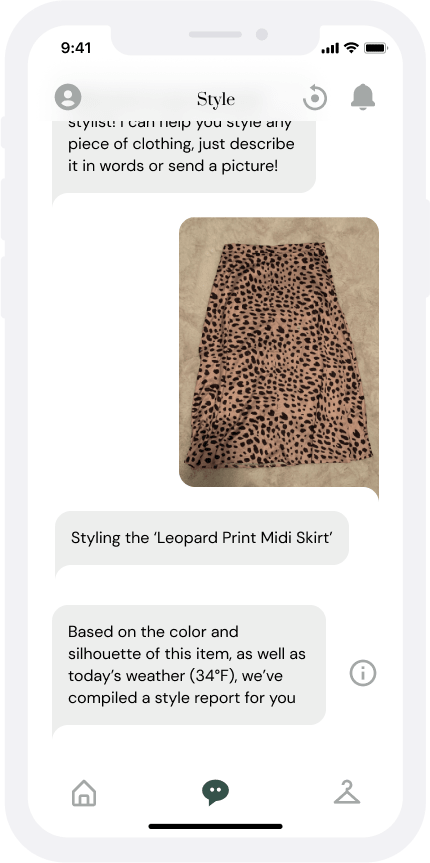 9:41
Style
stylist! I can help you style any
piece of clothing, just describe
it in words or send a picture!
Styling the ‘Leopard Print Midi Skirt’
Based on the color and
silhouette of this item, as well as
today’s weather (34°F), we’ve
compiled a style report for you